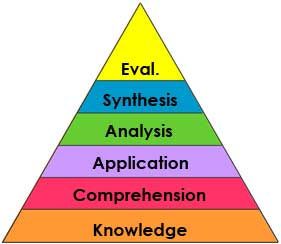 Eval.
Synthesis
Analysis
Application
Comprehension
Knowledge